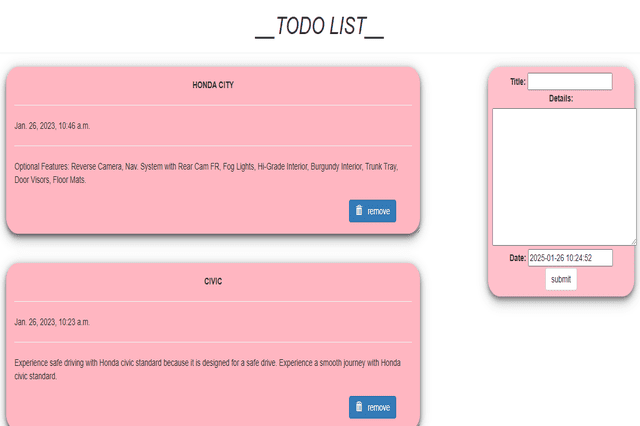 __TODO LIST__
HONDA CITY
Jan. 26, 2023, 10:46 a.m.
Optional Features: Reverse Camera, Nav. System with Rear Cam FR, Fog Lights, Hi-Grade Interior, Burgundy Interior, Trunk Tray,
Door Visors, Floor Mats.
remove
CIVIC
Jan. 26, 2023, 10:23 a.m.
Experience safe driving with Honda civic standard because it is designed for a safe drive. Experience a smooth journey with Honda
civic standard.
remove
Title:
Details:
Date: 2025-01-26 10:24:52
submit